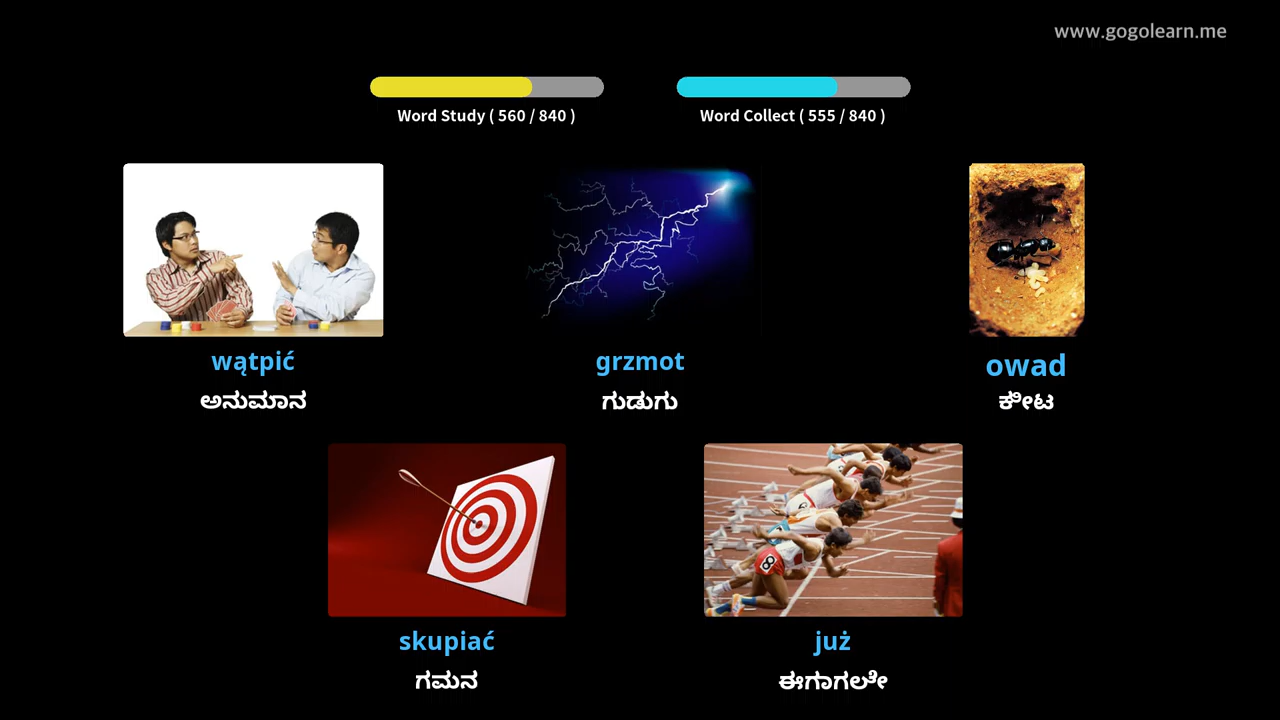 www.gogolearn.me
Word Study ( 560 / 840 )
Word Collect ( 555 / 840 )
wątpić
ಅನುಮಾನ
grzmot
ಗುಡುಗು
owad
ಕೀಟ
skupiać
ಗಮನ
już
ಈಗಾಗಲೇ